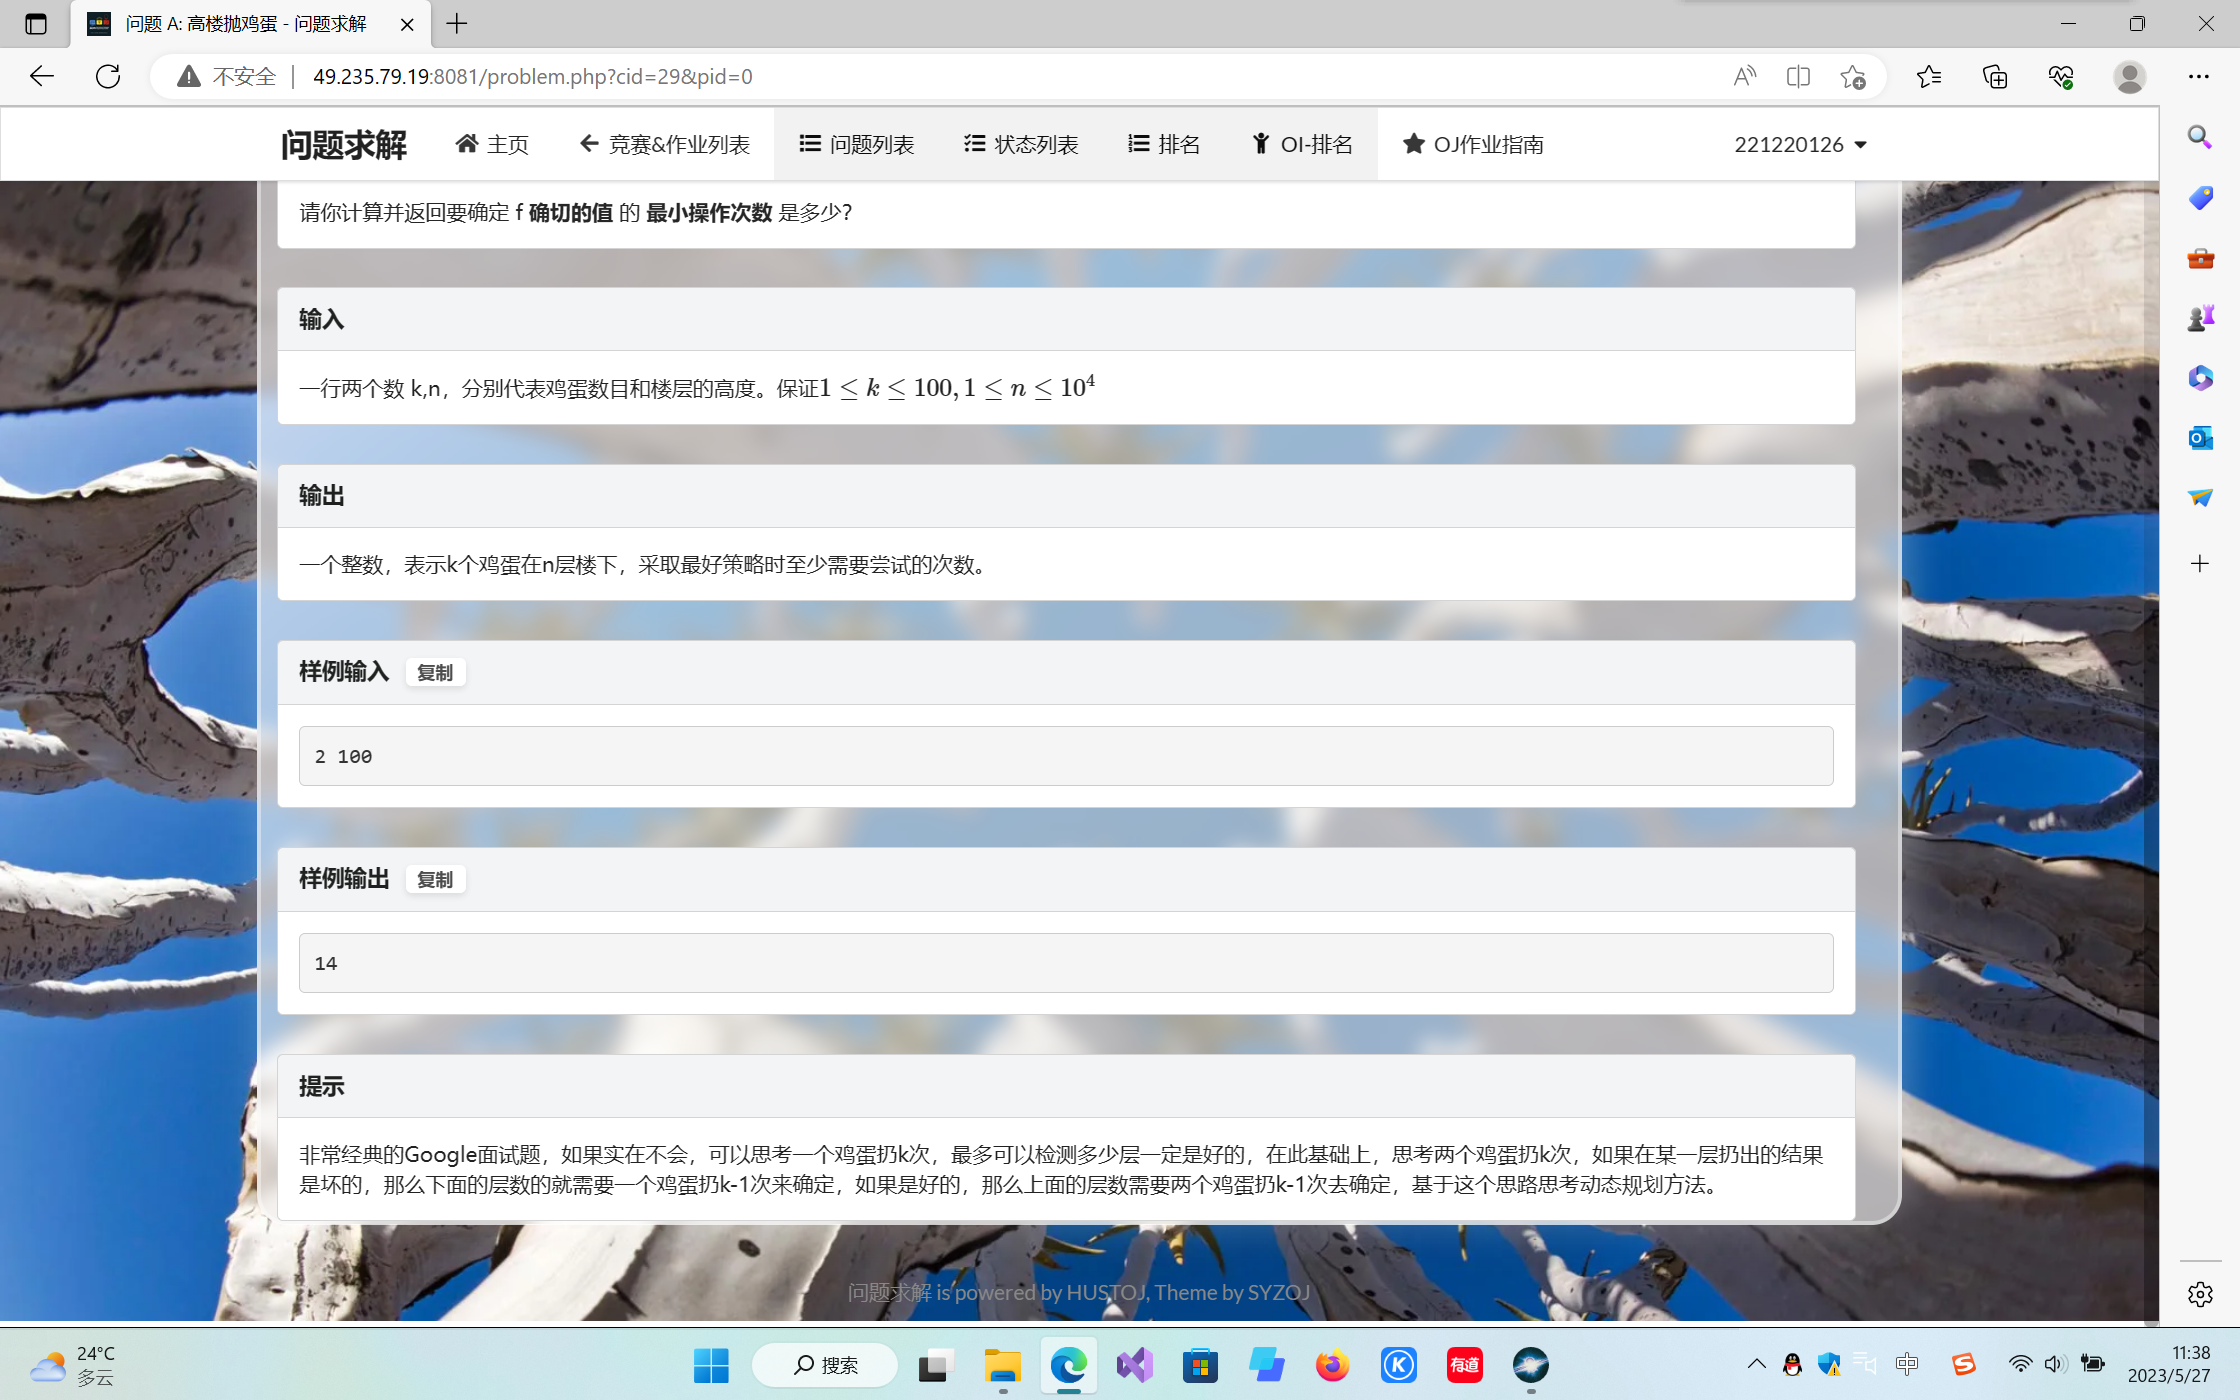 问题 A: 高楼抛鸡蛋 - 问题求解
不安全
49.235.79.19:8081/problem.php?cid=29&pid=0
问题求解 主页 竞赛&作业列表 问题列表 状态列表 排名 OI-排名 OJ作业指南 221220126
请你计算并返回要确定 f 确切的值 的 最小操作次数 是多少？
输入
一行两个数 k,n，分别代表鸡蛋数目和楼层的高度。保证1 ≤ k ≤ 100, 1 ≤ n ≤ 10⁴
输出
一个整数，表示k个鸡蛋在n层楼下，采取最好策略时至少需要尝试的次数。
样例输入 复制
2 100
样例输出 复制
14
提示
非常经典的Google面试题，如果实在不会，可以思考一个鸡蛋扔k次，最多可以检测多少层一定是好的，在此基础上，思考两个鸡蛋扔k次，如果在某一层扔出的结果
是坏的，那么下面的层数的就需要一个鸡蛋扔k-1次来确定，如果是好的，那么上面的层数需要两个鸡蛋扔k-1次去确定，基于这个思路思考动态规划方法。
问题求解 is powered by HUSTOJ, Theme by SYZOJ
24°C
多云
搜索
有道
中
11:38
2023/5/27